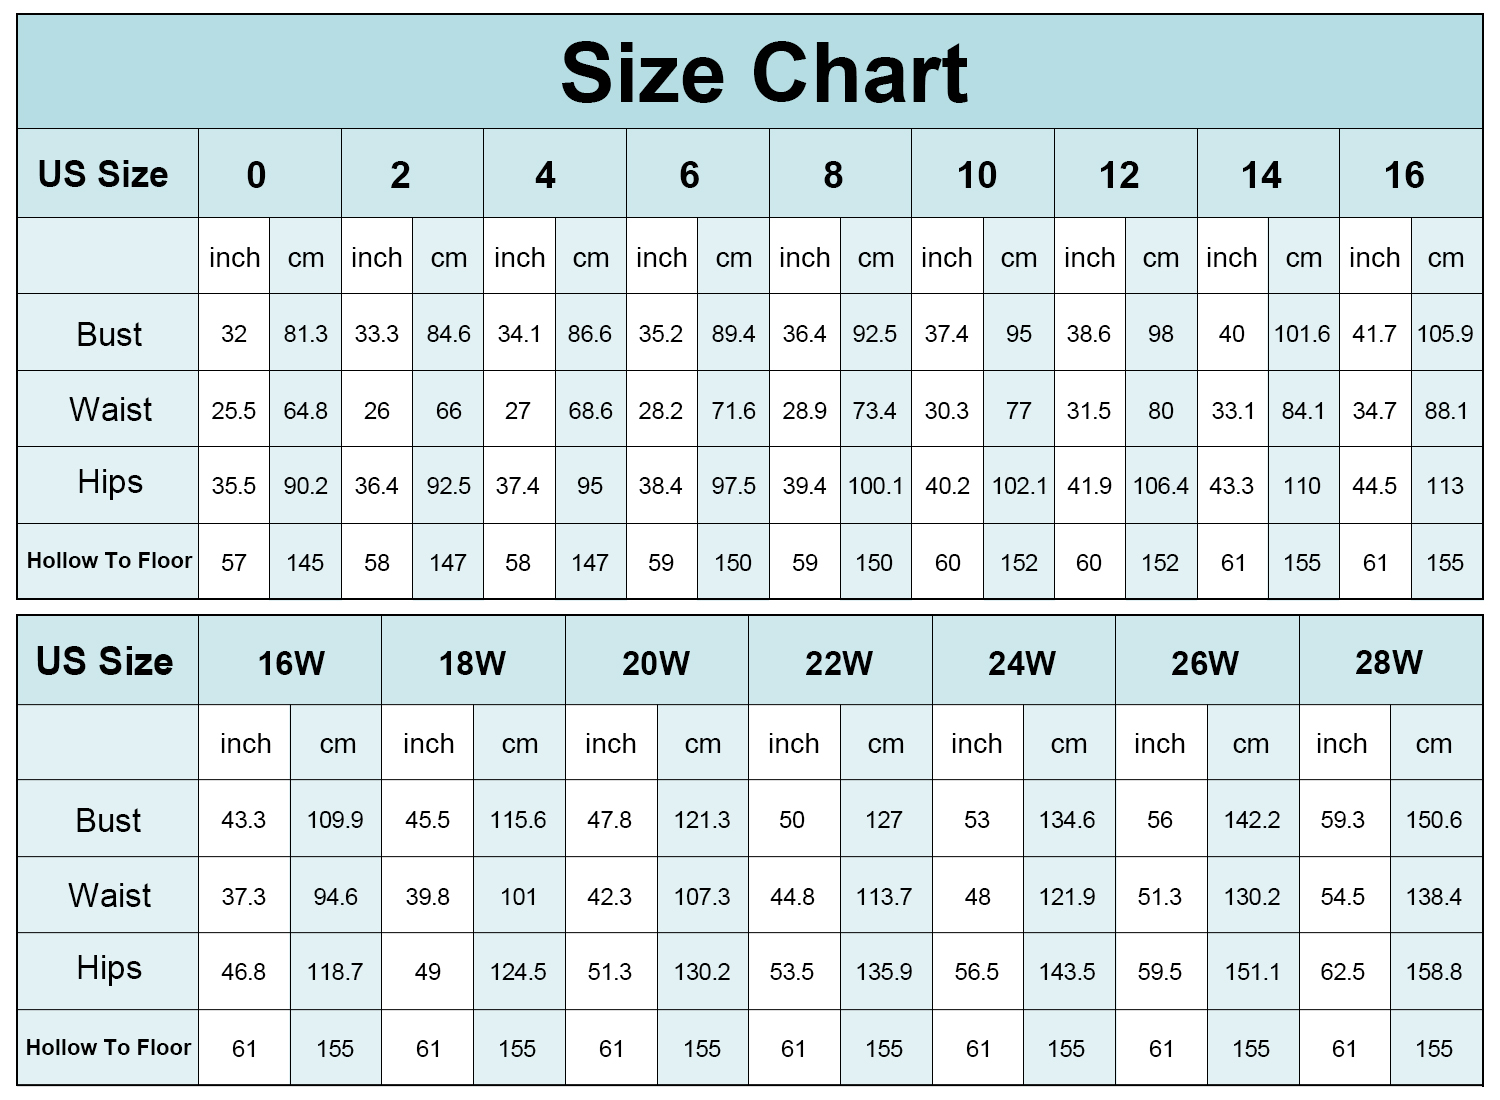 Size Chart
US Size 0 2 4 6 8 10 12 14 16
inch cm inch cm inch cm inch cm inch cm inch cm inch cm inch cm inch cm
Bust 32 81.3 33.3 84.6 34.1 86.6 35.2 89.4 36.4 92.5 37.4 95 38.6 98 40 101.6 41.7 105.9
Waist 25.5 64.8 26 66 27 68.6 28.2 71.6 28.9 73.4 30.3 77 31.5 80 33.1 84.1 34.7 88.1
Hips 35.5 90.2 36.4 92.5 37.4 95 38.4 97.5 39.4 100.1 40.2 102.1 41.9 106.4 43.3 110 44.5 113
Hollow To Floor 57 145 58 147 58 147 59 150 59 150 60 152 60 152 61 155 61 155
US Size 16W 18W 20W 22W 24W 26W 28W
inch cm inch cm inch cm inch cm inch cm inch cm inch cm
Bust 43.3 109.9 45.5 115.6 47.8 121.3 50 127 53 134.6 56 142.2 59.3 150.6
Waist 37.3 94.6 39.8 101 42.3 107.3 44.8 113.7 48 121.9 51.3 130.2 54.5 138.4
Hips 46.8 118.7 49 124.5 51.3 130.2 53.5 135.9 56.5 143.5 59.5 151.1 62.5 158.8
Hollow To Floor 61 155 61 155 61 155 61 155 61 155 61 155 61 155